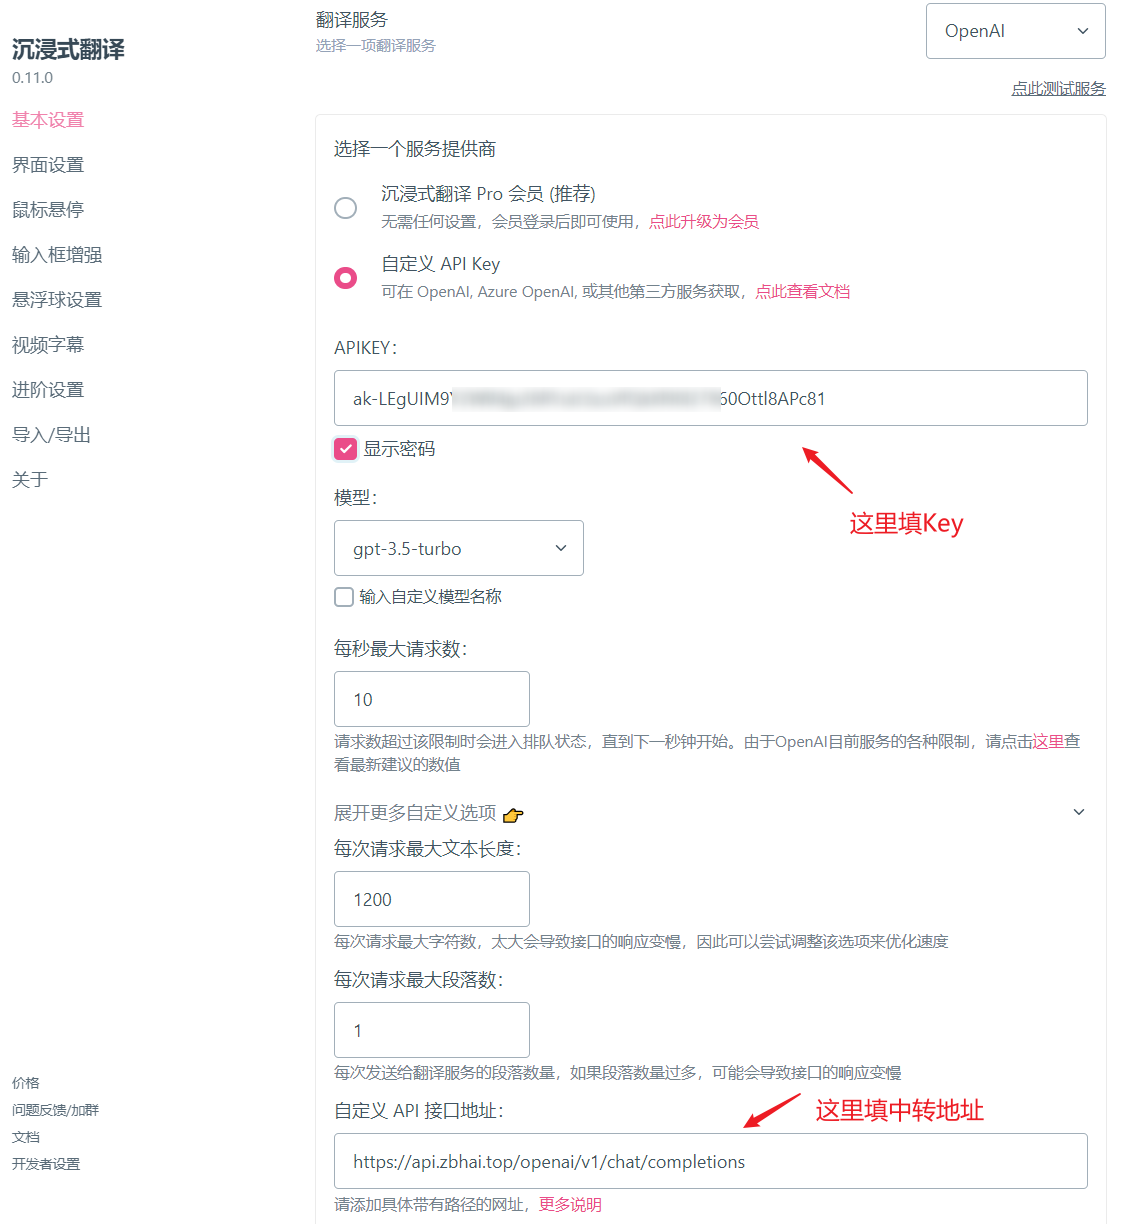 沉浸式翻译
0.11.0
基本设置
界面设置
鼠标悬停
输入框增强
悬浮球设置
视频字幕
进阶设置
导入/导出
关于
价格
问题反馈/加群
文档
开发者设置
翻译服务
选择一项翻译服务
OpenAI
点此测试服务
选择一个服务提供商
沉浸式翻译 Pro 会员 (推荐)
无需任何设置，会员登录后即可使用，点此升级为会员
自定义 API Key
可在 OpenAI, Azure OpenAI, 或其他第三方服务获取，点此查看文档
APIKEY：
ak-LEgUIM9 60Ottl8APc81
显示密码
这里填Key
模型：
gpt-3.5-turbo
输入自定义模型名称
每秒最大请求数：
10
请求数超过该限制时会进入排队状态，直到下一秒钟开始。由于OpenAI目前服务的各种限制，请点击这里查
看最新建议的数值
展开更多自定义选项 👉
每次请求最大文本长度：
1200
每次请求最大字符数，太大会导致接口的响应变慢，因此可以尝试调整该选项来优化速度
每次请求最大段落数：
1
每次发送给翻译服务的段落数量，如果段落数量过多，可能会导致接口的响应变慢
自定义 API 接口地址：
这里填中转地址
https://api.zbhai.top/openai/v1/chat/completions
请添加具体带有路径的网址，更多说明